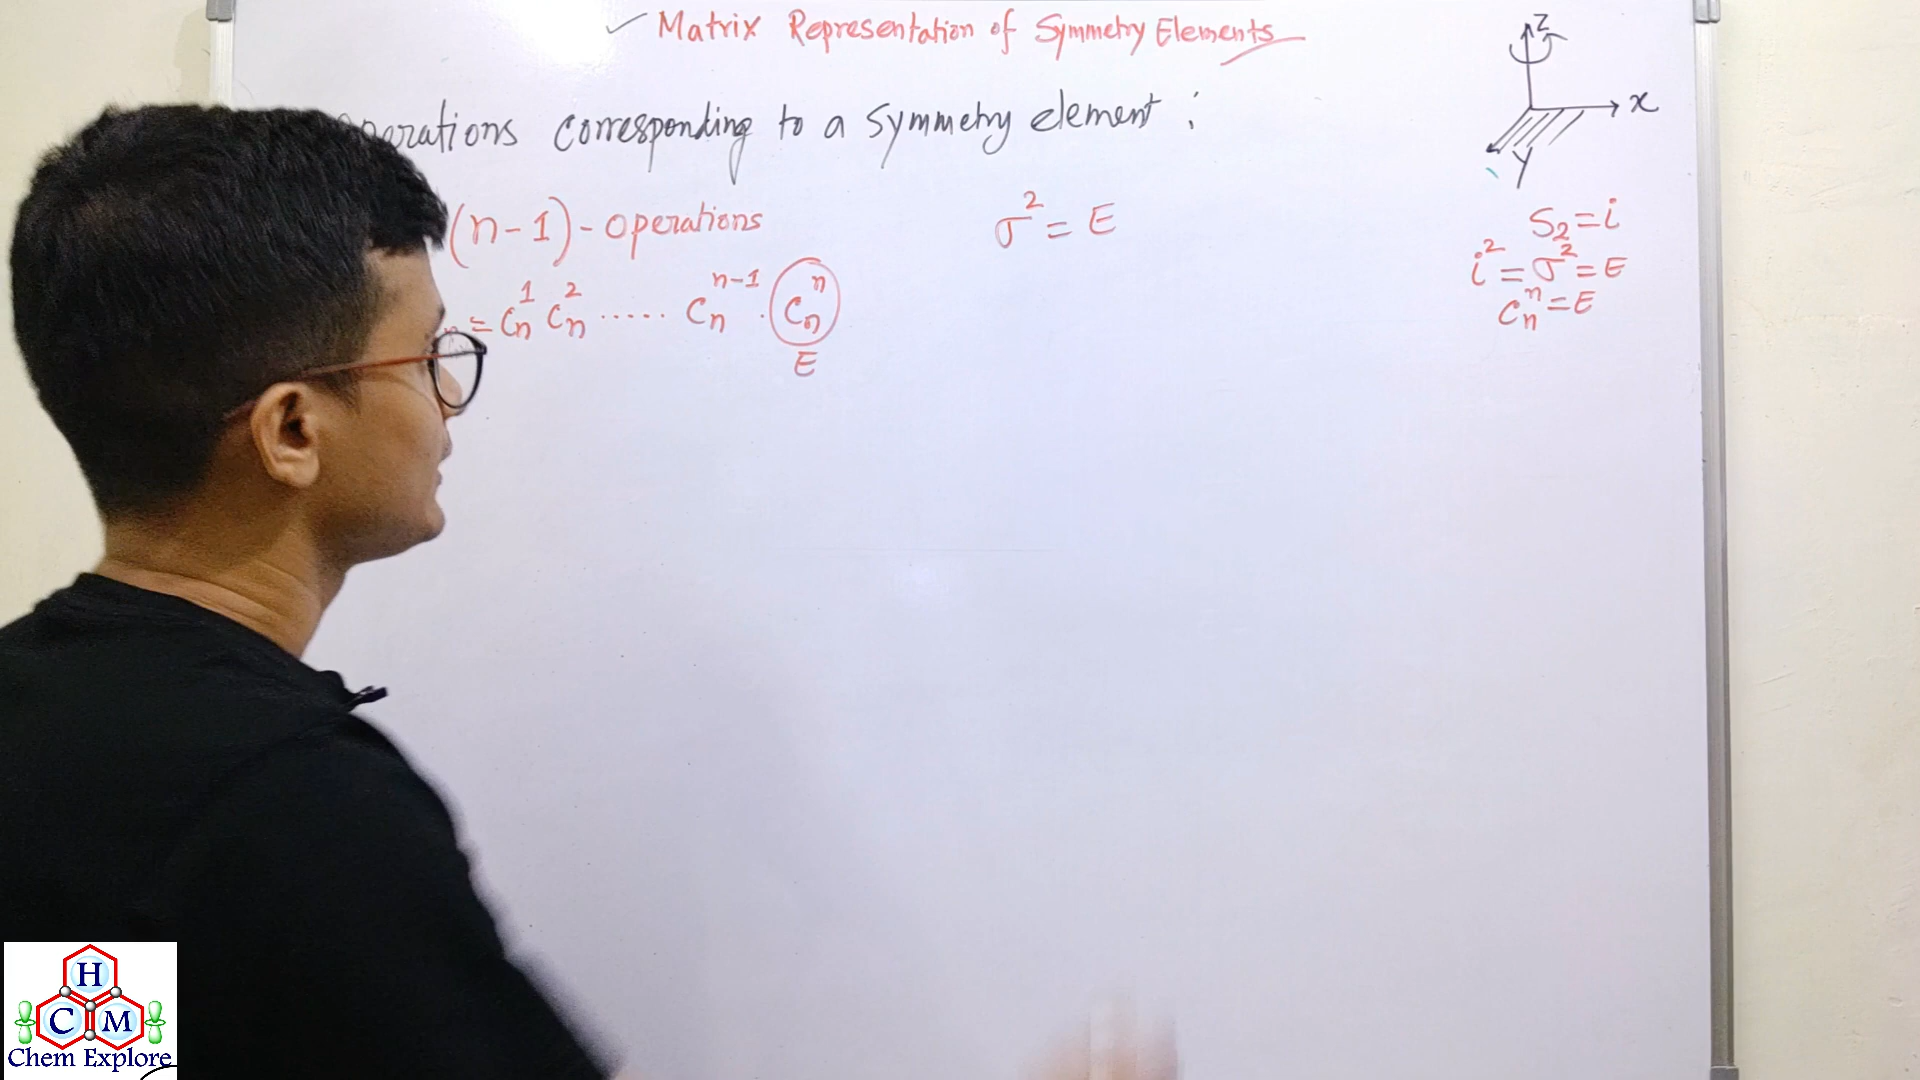 ✓ Matrix Representation of Symmetry Elements
operations corresponding to a symmetry element :
(n-1) - operations
= Cₙ¹ Cₙ² ..... Cₙⁿ⁻¹ . Cₙⁿ
E
σ² = E
Z
x
y
S₂ = i
i² = σ² = E
Cₙⁿ = E
H
C M
Chem Explore